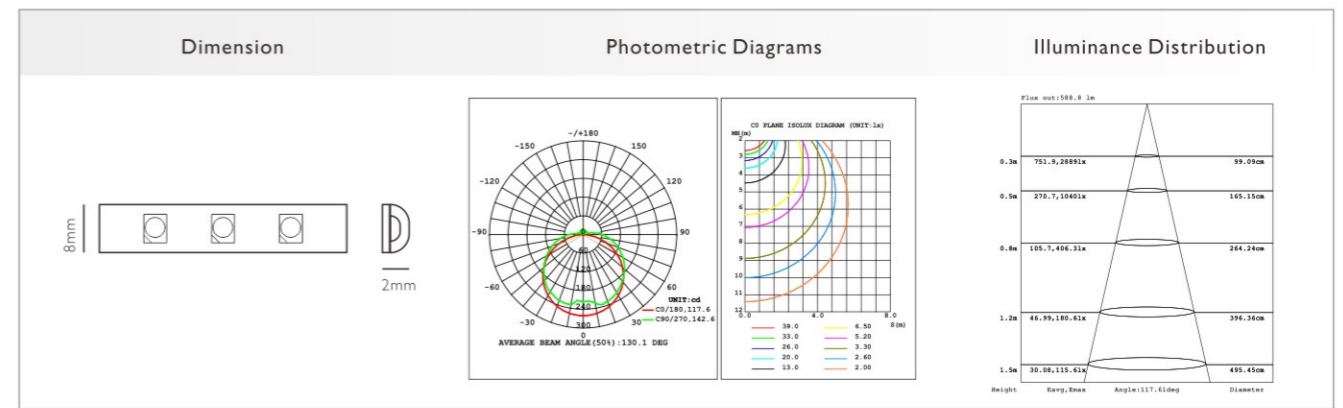 Dimension
Photometric Diagrams
Illuminance Distribution
8mm
2mm
-/+180
-150
150
-120
120
-90
90
-60
60
-30
30
0
60
120
180
240
300
UNIT:cd
C0/180,117.6
C90/270,142.6
AVERAGE BEAM ANGLE(50%):130.1 DEG
C0 PLANE ISOLUX DIAGRAM (UNIT:lx)
MH(m)
2
3
4
5
6
7
8
9
10
11
12
0.0
4.0
8.0
S(m)
39.0
6.50
33.0
5.20
26.0
3.30
20.0
2.60
13.0
2.00
Flux out:588.8 lm
0.3m 751.9,2889lx 99.09cm
0.5m 270.7,1040lx 165.15cm
0.8m 105.7,406.3lx 264.24cm
1.2m 46.99,180.6lx 396.36cm
1.5m 30.08,115.6lx 495.45cm
Height Eavg,Emax Angle:117.61deg Diameter